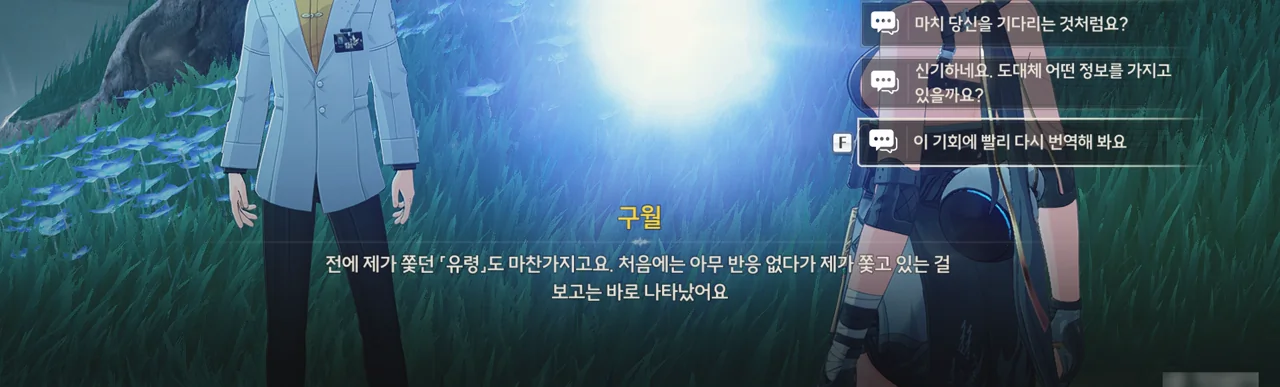 마치 당신을 기다리는 것처럼요?
신기하네요. 도대체 어떤 정보를 가지고
있을까요?
F
이 기회에 빨리 다시 번역해 봐요
구월
전에 제가 쫓던 「유령」도 마찬가지고요. 처음에는 아무 반응 없다가 제가 쫓고 있는 걸
보고는 바로 나타났어요